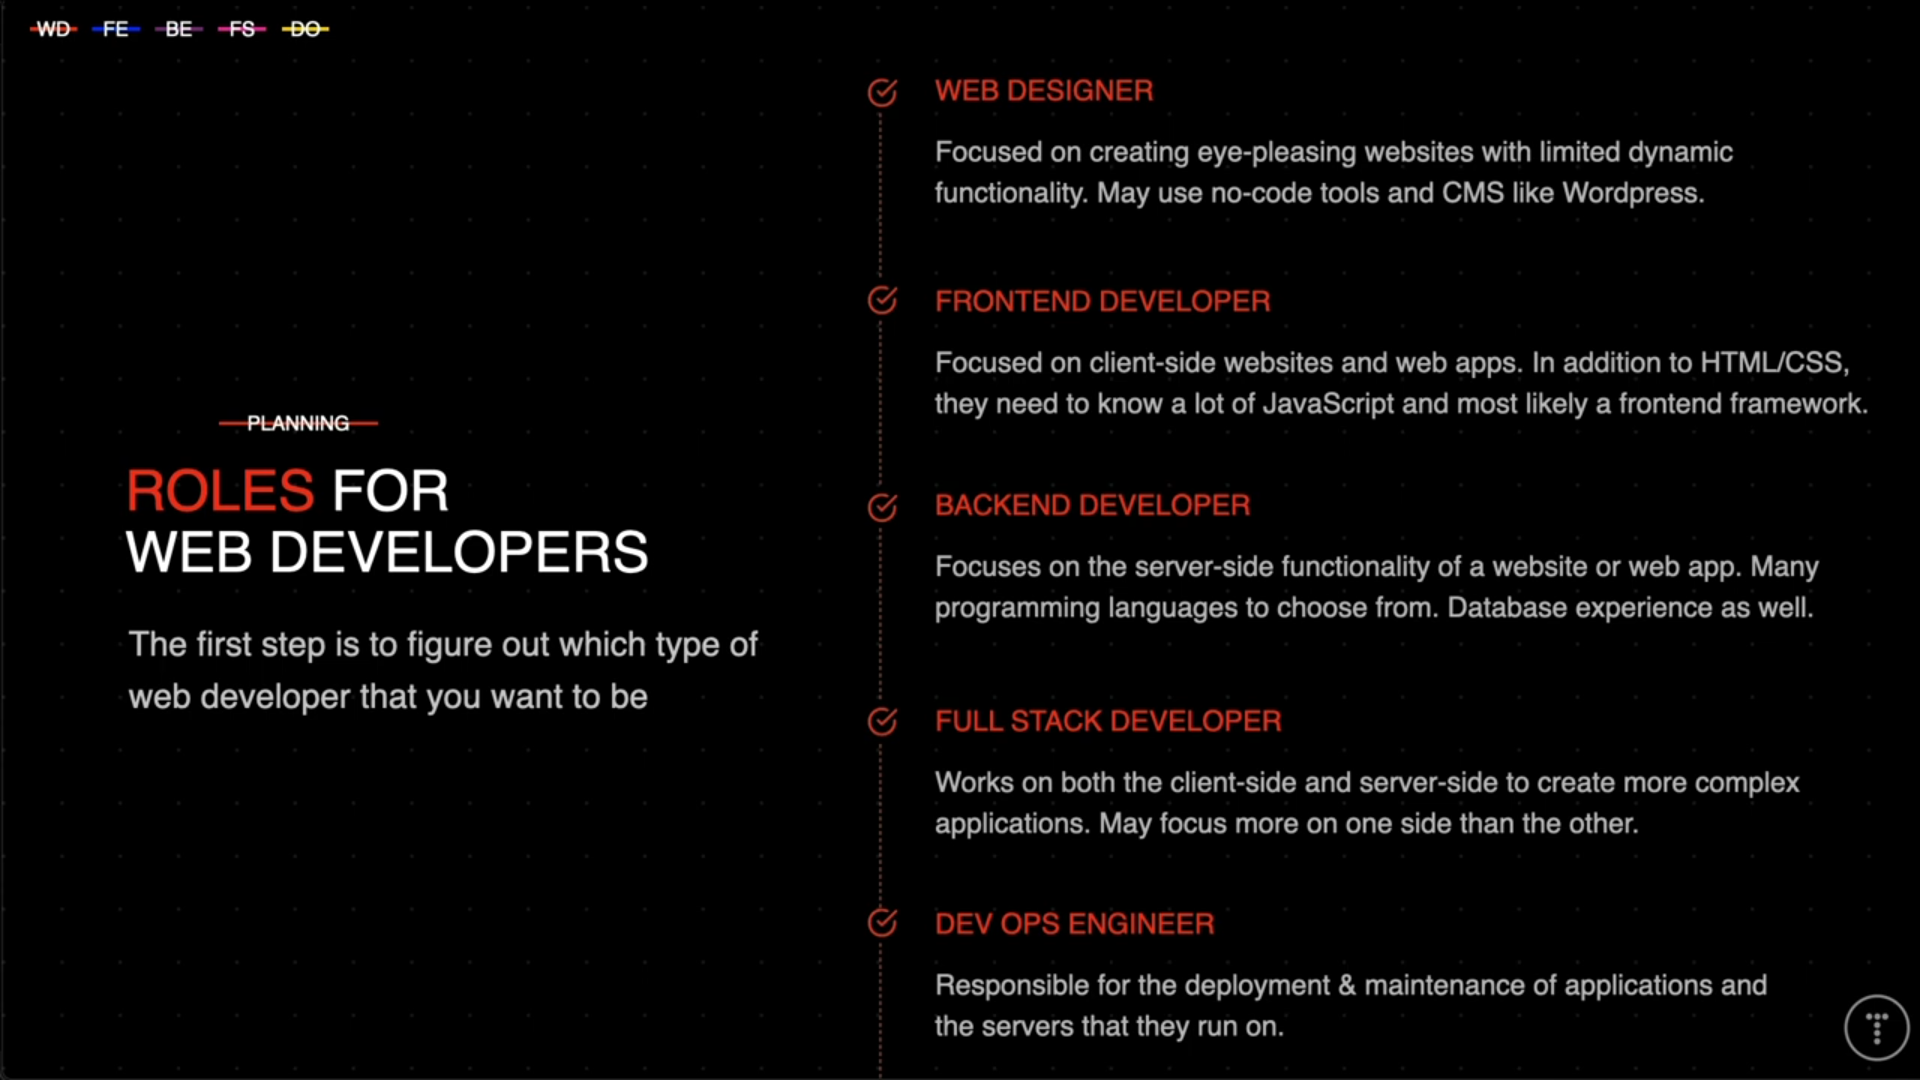 WD FE BE FS DO
PLANNING
ROLES FOR
WEB DEVELOPERS
The first step is to figure out which type of
web developer that you want to be
WEB DESIGNER
Focused on creating eye-pleasing websites with limited dynamic
functionality. May use no-code tools and CMS like Wordpress.
FRONTEND DEVELOPER
Focused on client-side websites and web apps. In addition to HTML/CSS,
they need to know a lot of JavaScript and most likely a frontend framework.
BACKEND DEVELOPER
Focuses on the server-side functionality of a website or web app. Many
programming languages to choose from. Database experience as well.
FULL STACK DEVELOPER
Works on both the client-side and server-side to create more complex
applications. May focus more on one side than the other.
DEV OPS ENGINEER
Responsible for the deployment & maintenance of applications and
the servers that they run on.
T